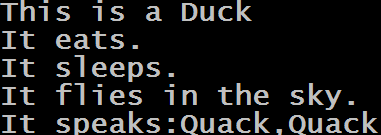 This is a Duck
It eats.
It sleeps.
It flies in the sky.
It speaks:Quack,Quack